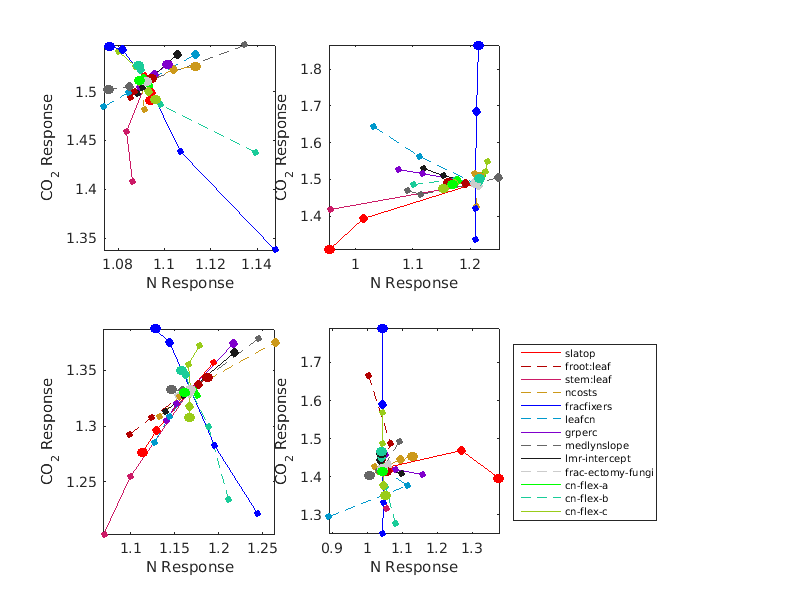 1.5
1.45
1.4
1.35
CO2 Response
1.08 1.1 1.12 1.14
N Response
1.8
1.7
1.6
1.5
1.4
CO2 Response
1 1.1 1.2
N Response
1.35
1.3
1.25
CO2 Response
1.1 1.15 1.2 1.25
N Response
1.7
1.6
1.5
1.4
1.3
CO2 Response
0.9 1 1.1 1.2 1.3
N Response
slatop
froot:leaf
stem:leaf
ncosts
fracfixers
leafcn
grperc
medlynslope
lmr-intercept
frac-ectomy-fungi
cn-flex-a
cn-flex-b
cn-flex-c